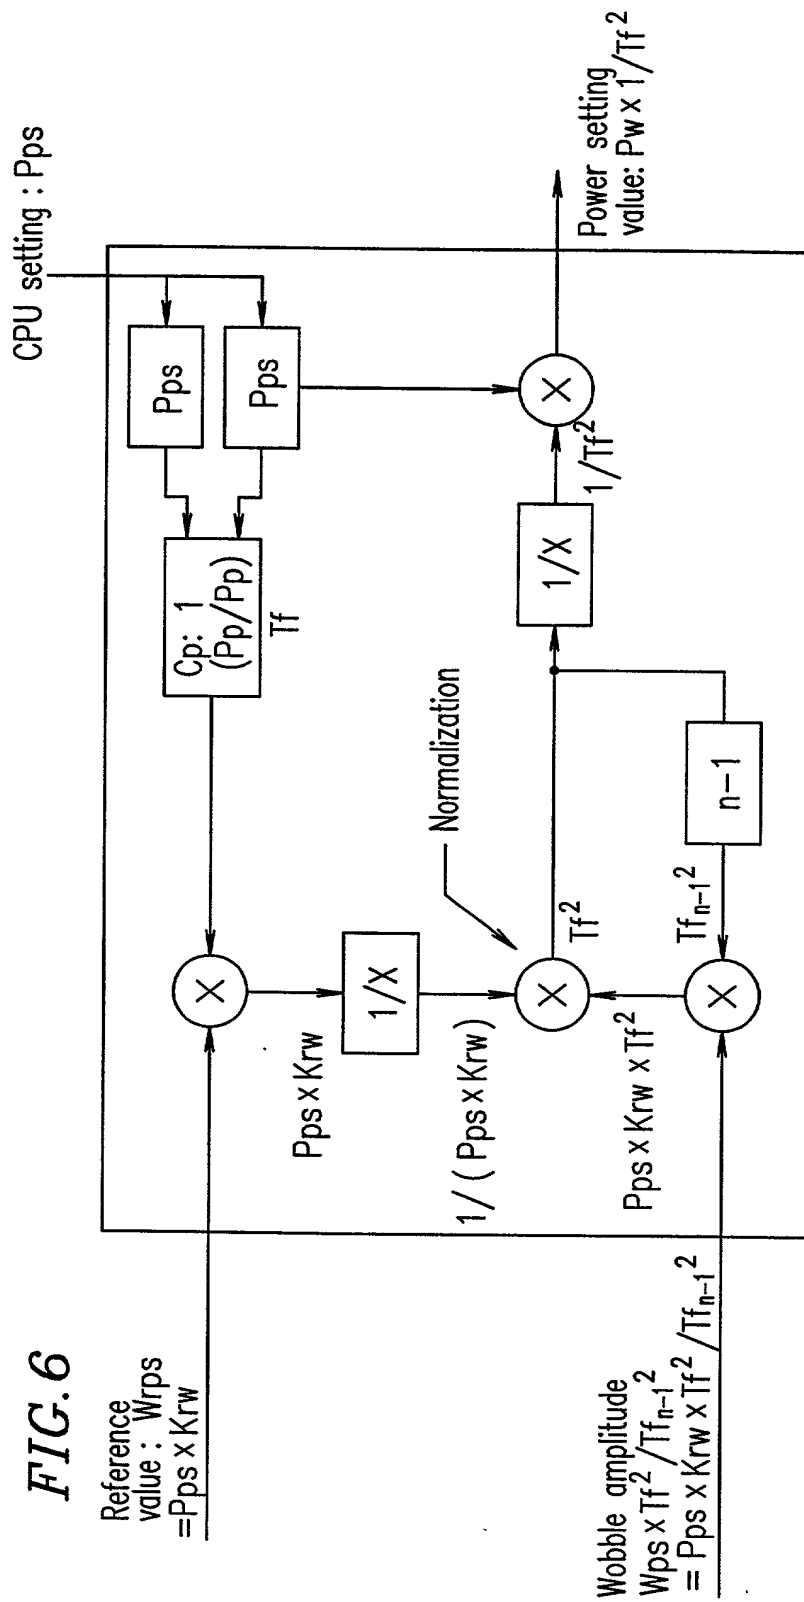 FIG.6
Reference
value : Wrps
=Pps x Krw
CPU setting : Pps
Pps
Pps
Cp: 1
(Pp/Pp)
Tf
X
Pps x Krw
1/X
1/(Pps x Krw)
Normalization
X
Tf²
1/X
1/Tf²
X
Power setting
value: Pw x 1/Tf²
n-1
Tfₙ₋₁²
X
Pps x Krw x Tf²
Wobble amplitude
Wps x Tf²/Tfₙ₋₁²
= Pps x Krw x Tf²/Tfₙ₋₁²